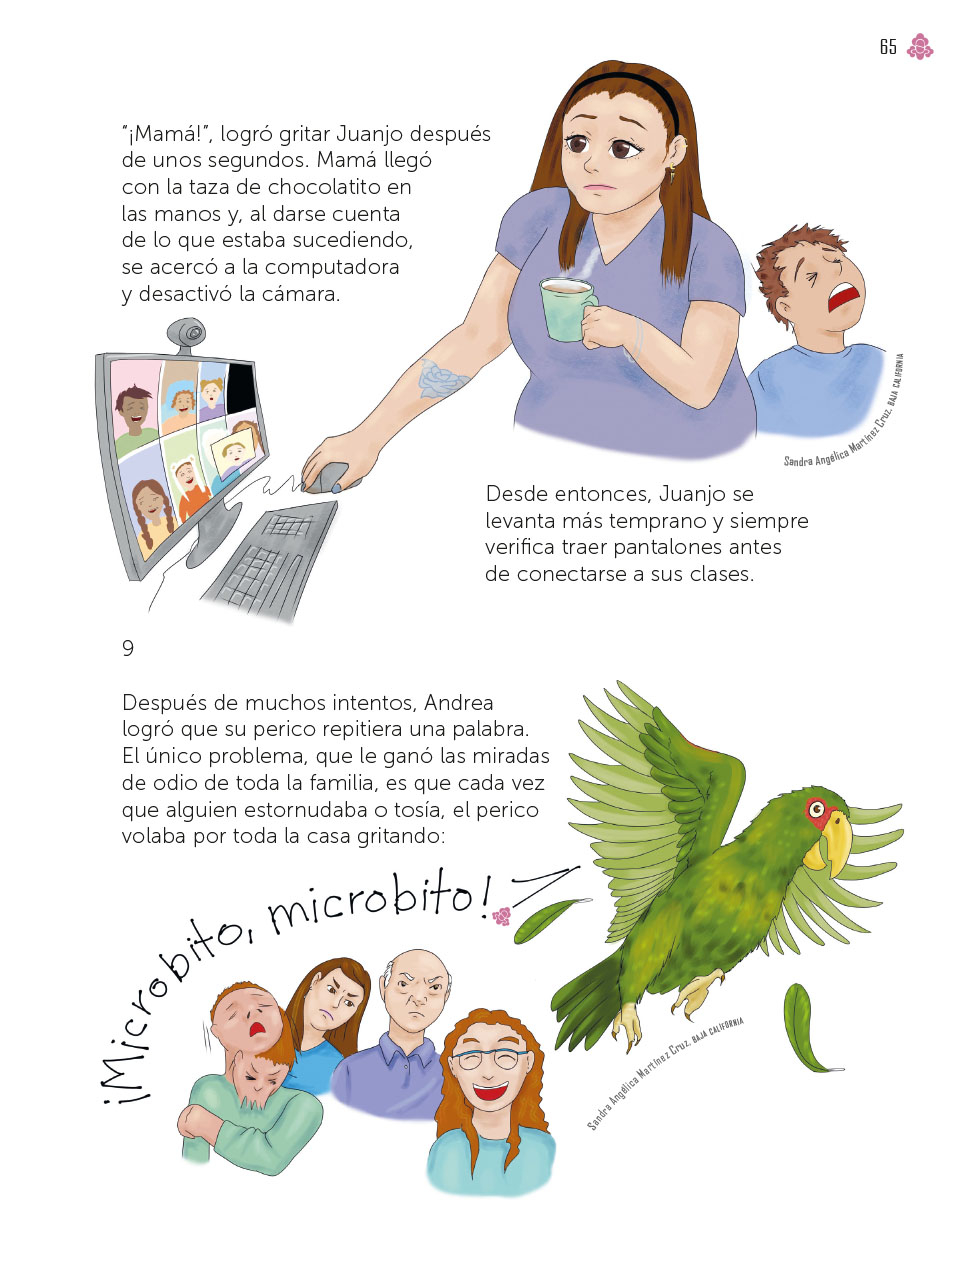 65
“¡Mamá!”, logró gritar Juanjo después
de unos segundos. Mamá llegó
con la taza de chocolatito en
las manos y, al darse cuenta
de lo que estaba sucediendo,
se acercó a la computadora
y desactivó la cámara.
Sandra Angélica Martínez Cruz. BAJA CALIFORNIA
Desde entonces, Juanjo se
levanta más temprano y siempre
verifica traer pantalones antes
de conectarse a sus clases.
9
Después de muchos intentos, Andrea
logró que su perico repitiera una palabra.
El único problema, que le ganó las miradas
de odio de toda la familia, es que cada vez
que alguien estornudaba o tosía, el perico
volaba por toda la casa gritando:
¡Microbito, microbito!
Sandra Angélica Martínez Cruz. BAJA CALIFORNIA